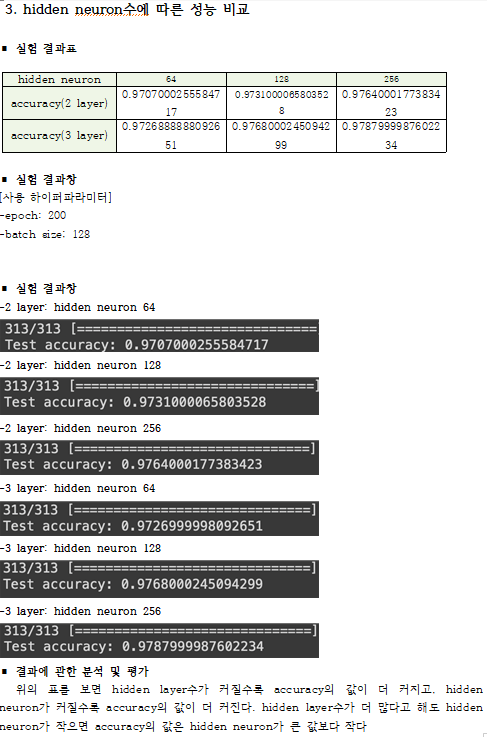 3. hidden neuron수에 따른 성능 비교
▪ 실험 결과표
hidden neuron 64 128 256
accuracy(2 layer) 0.97070002555847 0.973100006580352 0.97640001773834
17 8 23
accuracy(3 layer) 0.97268888880926 0.97680002450942 0.97879999876022
51 99 34
▪ 실험 결과창
[사용 하이퍼파라미터]
-epoch: 200
-batch size: 128
▪ 실험 결과창
-2 layer: hidden neuron 64
313/313 [==============================
Test accuracy: 0.9707000255584717
-2 layer: hidden neuron 128
313/313 [==============================]
Test accuracy: 0.9731000065803528
-2 layer: hidden neuron 256
313/313 [==============================]
Test accuracy: 0.9764000177383423
-3 layer: hidden neuron 64
313/313 [==============================]
Test accuracy: 0.9726999998092651
-3 layer: hidden neuron 128
313/313 [==============================]
Test accuracy: 0.9768000245094299
-3 layer: hidden neuron 256
313/313 [==============================]
Test accuracy: 0.9787999987602234
▪ 결과에 관한 분석 및 평가
위의 표를 보면 hidden layer수가 커질수록 accuracy의 값이 더 커지고, hidden
neuron가 커질수록 accuracy의 값이 더 커진다. hidden layer수가 더 많다고 해도 hidden
neuron가 작으면 accuracy의 값은 hidden neuron가 큰 값보다 작다